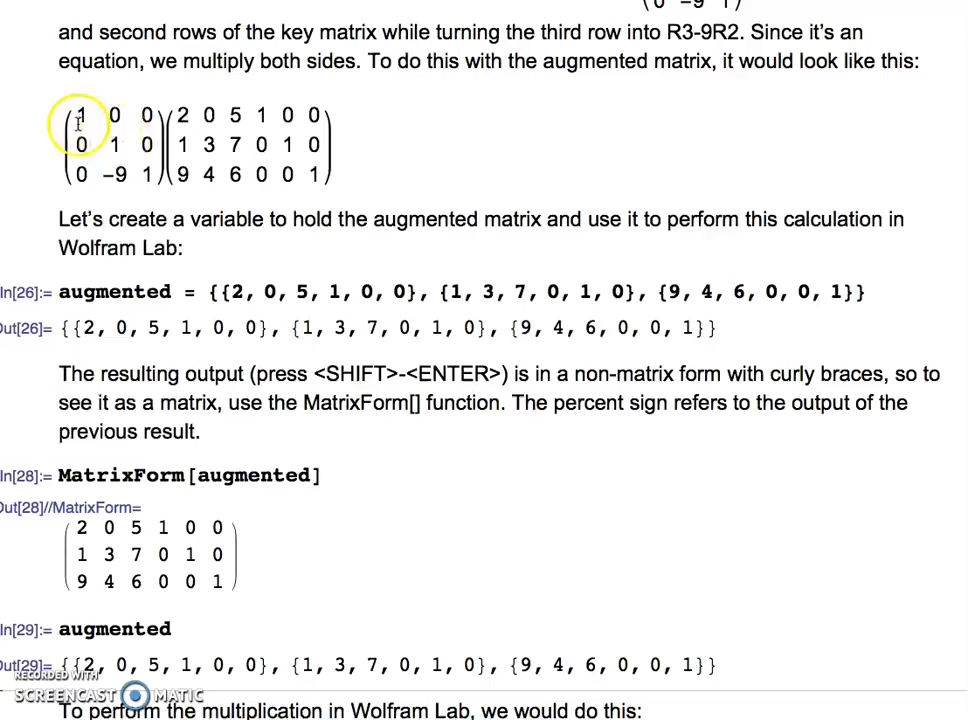 (0 −9 1)
and second rows of the key matrix while turning the third row into R3-9R2. Since it's an
equation, we multiply both sides. To do this with the augmented matrix, it would look like this:
1 0 0 2 0 5 1 0 0
0 1 0 1 3 7 0 1 0
0 −9 1 9 4 6 0 0 1
Let's create a variable to hold the augmented matrix and use it to perform this calculation in
Wolfram Lab:
In[26]:= augmented = {{2, 0, 5, 1, 0, 0}, {1, 3, 7, 0, 1, 0}, {9, 4, 6, 0, 0, 1}}
Out[26]= {{2, 0, 5, 1, 0, 0}, {1, 3, 7, 0, 1, 0}, {9, 4, 6, 0, 0, 1}}
The resulting output (press <SHIFT>-<ENTER>) is in a non-matrix form with curly braces, so to
see it as a matrix, use the MatrixForm[] function. The percent sign refers to the output of the
previous result.
In[28]:= MatrixForm[augmented]
Out[28]//MatrixForm=
2 0 5 1 0 0
1 3 7 0 1 0
9 4 6 0 0 1
In[29]:= augmented
Out[29]= {{2, 0, 5, 1, 0, 0}, {1, 3, 7, 0, 1, 0}, {9, 4, 6, 0, 0, 1}}
RECORDED WITH
SCREENCAST MATIC
To perform the multiplication in Wolfram Lab, we would do this: